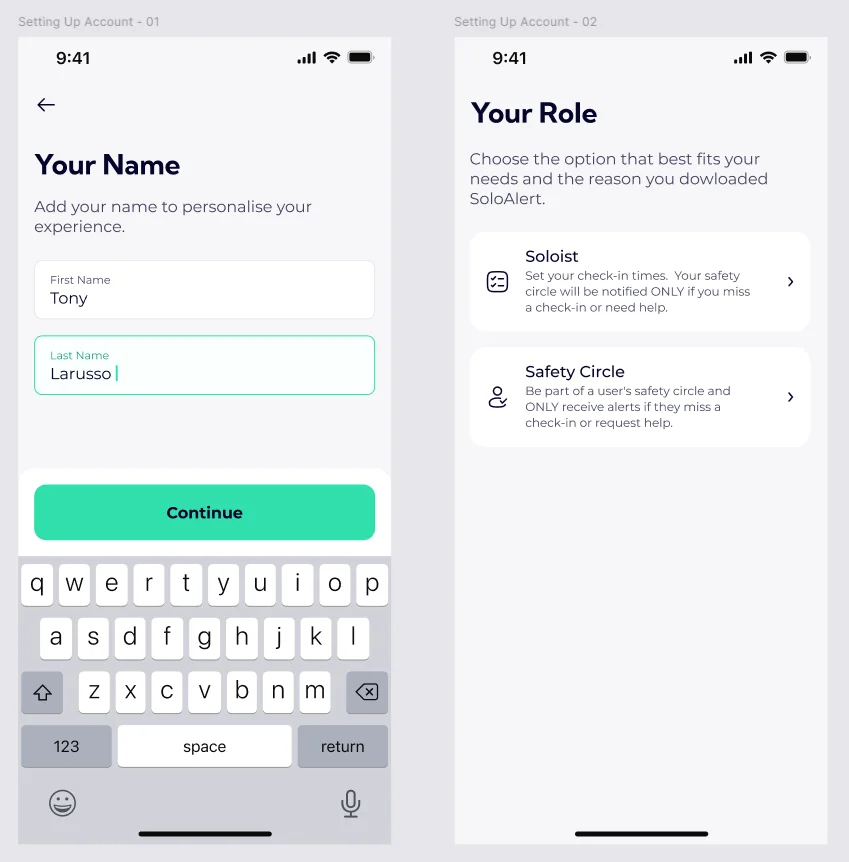 Setting Up Account - 01
9:41
Your Name
Add your name to personalise your
experience.
First Name
Tony
Last Name
Larusso
Continue
q w e r t y u i o p
a s d f g h j k l
z x c v b n m
123 space return
Setting Up Account - 02
9:41
Your Role
Choose the option that best fits your
needs and the reason you dowloaded
SoloAlert.
Soloist
Set your check-in times. Your safety
circle will be notified ONLY if you miss
a check-in or need help.
Safety Circle
Be part of a user's safety circle and
ONLY receive alerts if they miss a
check-in or request help.